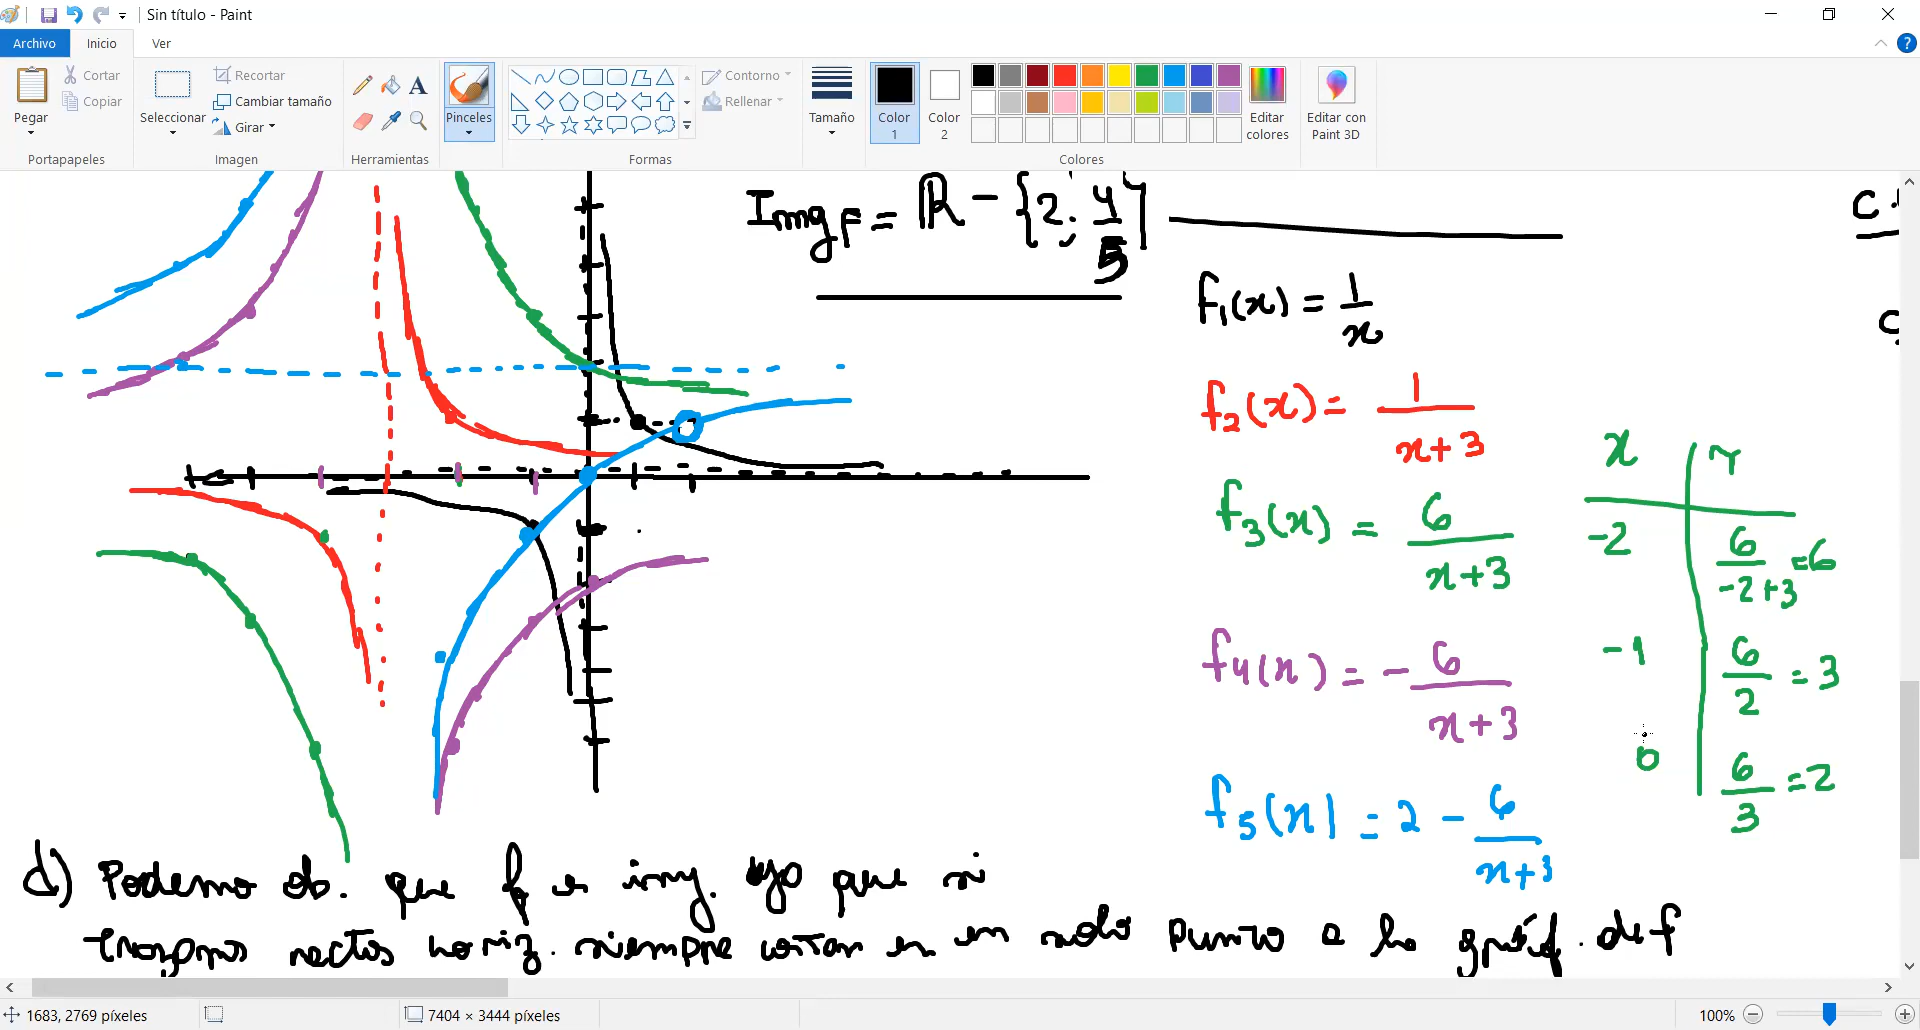 Sin título - Paint
Archivo Inicio Ver
Pegar
Cortar
Copiar
Portapapeles
Seleccionar
Recortar
Cambiar tamaño
Girar
Imagen
A
Herramientas
Pinceles
Contorno
Rellenar
Formas
Tamaño
Color 1
Color 2
Editar colores
Editar con Paint 3D
Colores
Img F = ℝ - {2; 4/5}
f1(x) = 1/x
f2(x) = 1/(x+3)
f3(x) = 6/(x+3)
f4(x) = - 6/(x+3)
f5(x) = 2 - 6/(x+3)
x | Y
-2 | 6/(-2+3) = 6
-1 | 6/2 = 3
0 | 6/3 = 2
d) Podemo ob. que f es iny. ya que si
trazamos rectas horiz. siempre cortan en un solo punto a la gráf. de f
1683, 2769 píxeles
7404 × 3444 píxeles
100%